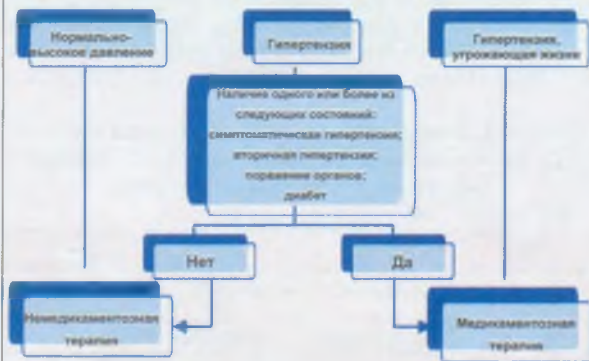 Нормально-
высокое давление
Гипертензия
Гипертензия,
угрожающая жизни
Наличие одного или более из
следующих состояний:
симптоматическая гипертензия;
вторичная гипертензия;
поражение органов;
диабет
Нет
Да
Немедикаментозная
терапия
Медикаментозная
терапия